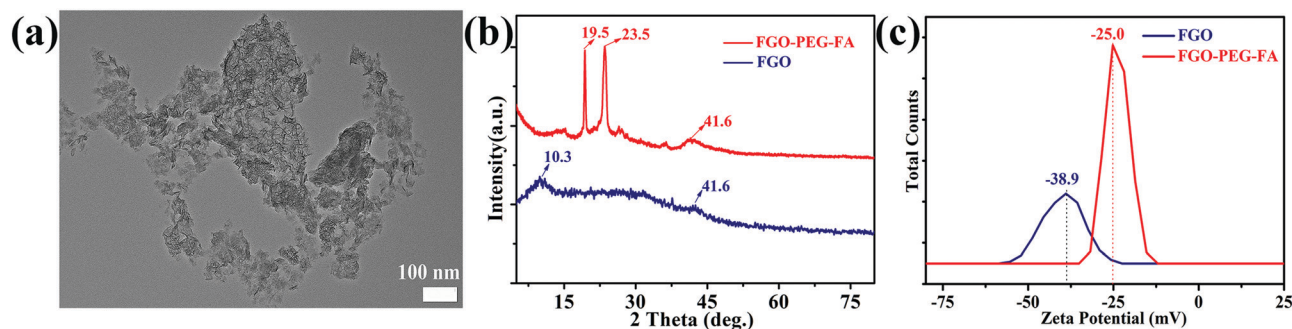 (a)
100 nm
(b)
19.5
23.5
FGO-PEG-FA
FGO
41.6
10.3
41.6
Intensity(a.u.)
15
30
45
60
75
2 Theta (deg.)
(c)
-25.0
FGO
FGO-PEG-FA
-38.9
Total Counts
-75
-50
-25
0
25
Zeta Potential (mV)